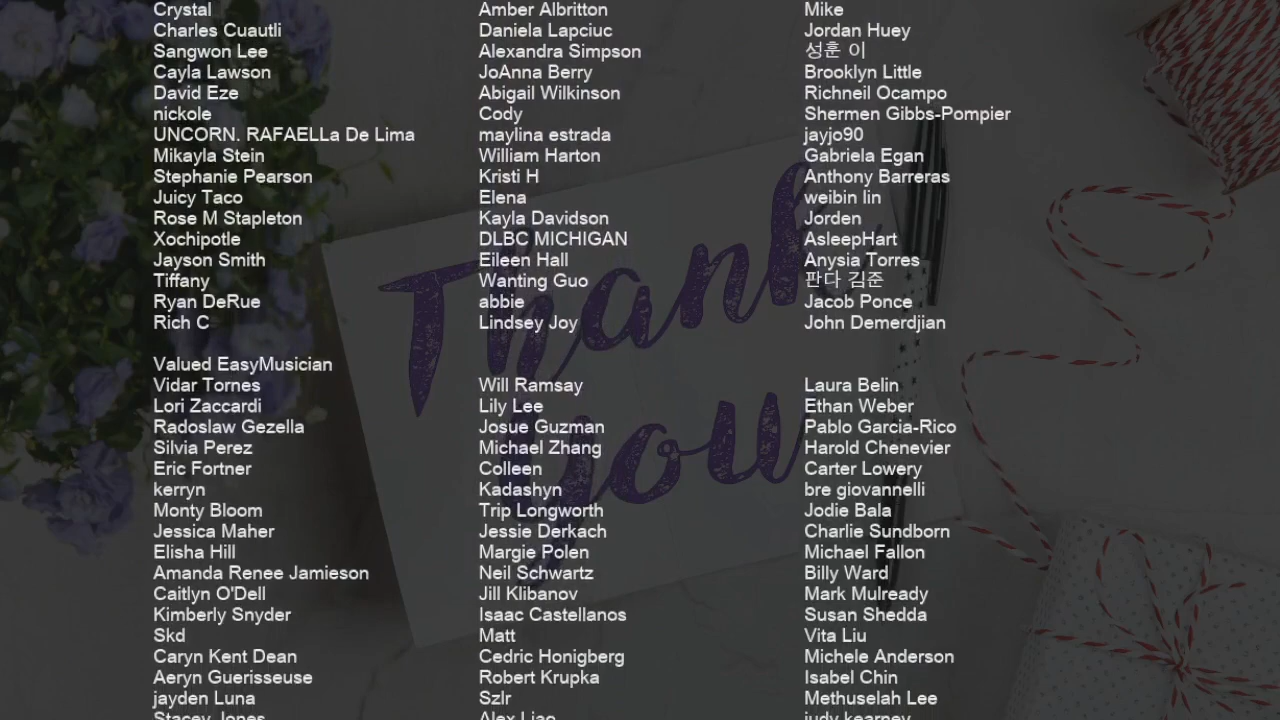 Crystal Amber Albritton Mike
Charles Cuautli Daniela Lapciuc Jordan Huey
Sangwon Lee Alexandra Simpson 성훈 이
Cayla Lawson JoAnna Berry Brooklyn Little
David Eze Abigail Wilkinson Richneil Ocampo
nickole Cody Shermen Gibbs-Pompier
UNCORN. RAFAELLa De Lima maylina estrada jayjo90
Mikayla Stein William Harton Gabriela Egan
Stephanie Pearson Kristi H Anthony Barreras
Juicy Taco Elena weibin lin
Rose M Stapleton Kayla Davidson Jorden
Xochipotle DLBC MICHIGAN AsleepHart
Jayson Smith Eileen Hall Anysia Torres
Tiffany Wanting Guo 판다 김준
Ryan DeRue abbie Jacob Ponce
Rich C Lindsey Joy John Demerdjian
Valued EasyMusician
Vidar Tornes Will Ramsay Laura Belin
Lori Zaccardi Lily Lee Ethan Weber
Radoslaw Gezella Josue Guzman Pablo Garcia-Rico
Silvia Perez Michael Zhang Harold Chenevier
Eric Fortner Colleen Carter Lowery
kerryn Kadashyn bre giovannelli
Monty Bloom Trip Longworth Jodie Bala
Jessica Maher Jessie Derkach Charlie Sundborn
Elisha Hill Margie Polen Michael Fallon
Amanda Renee Jamieson Neil Schwartz Billy Ward
Caitlyn O'Dell Jill Klibanov Mark Mulready
Kimberly Snyder Isaac Castellanos Susan Shedda
Skd Matt Vita Liu
Caryn Kent Dean Cedric Honigberg Michele Anderson
Aeryn Guerisseuse Robert Krupka Isabel Chin
jayden Luna Szlr Methuselah Lee
Stacey Jones Alex Liao judy kearney
Thank
you